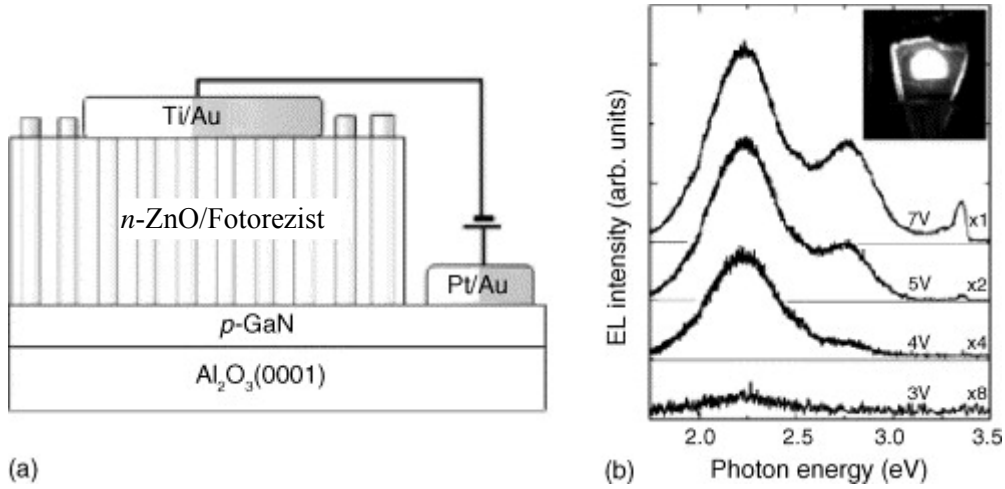 Ti/Au
n-ZnO/Fotorezist
Pt/Au
p-GaN
Al₂O₃(0001)
(a)
EL intensity (arb. units)
7V x1
5V x2
4V x4
3V x8
2.0 2.5 3.0 3.5
Photon energy (eV)
(b)